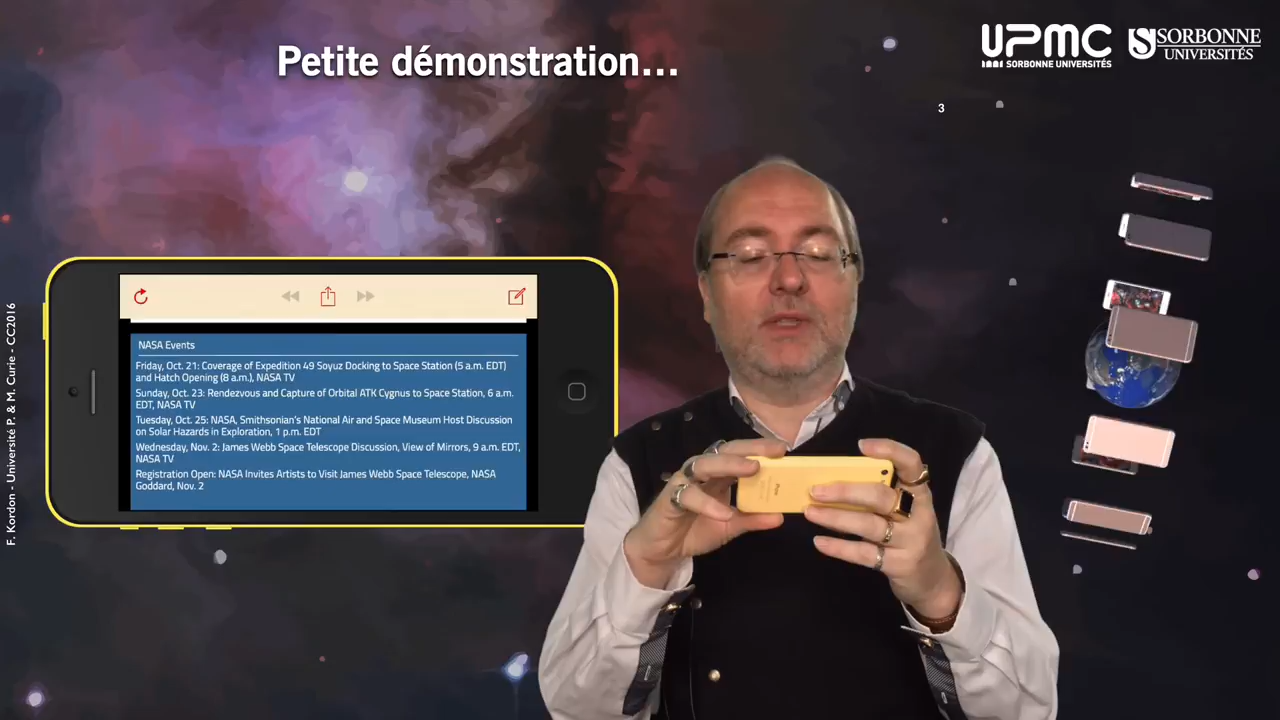 Petite démonstration...
UPMC
SORBONNE UNIVERSITÉS
SORBONNE
UNIVERSITÉS
3
NASA Events
Friday, Oct. 21: Coverage of Expedition 49 Soyuz Docking to Space Station (5 a.m. EDT)
and Hatch Opening (8 a.m.), NASA TV
Sunday, Oct. 23: Rendezvous and Capture of Orbital ATK Cygnus to Space Station, 6 a.m.
EDT, NASA TV
Tuesday, Oct. 25: NASA, Smithsonian's National Air and Space Museum Host Discussion
on Solar Hazards in Exploration, 1 p.m. EDT
Wednesday, Nov. 2: James Webb Space Telescope Discussion, View of Mirrors, 9 a.m. EDT,
NASA TV
Registration Open: NASA Invites Artists to Visit James Webb Space Telescope, NASA
Goddard, Nov. 2
F. Kordon - Université P. & M. Curie - CC2016